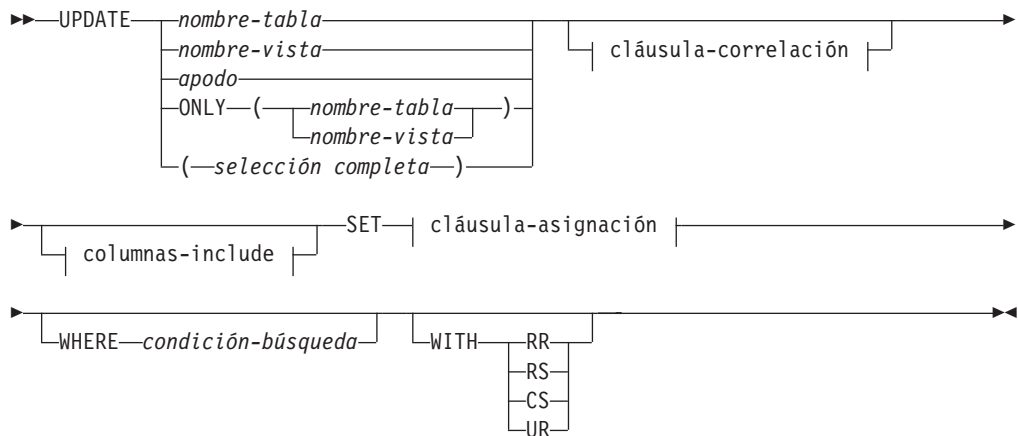 UPDATE nombre-tabla cláusula-correlación
nombre-vista
apodo
ONLY ( nombre-tabla )
nombre-vista
( selección completa )
columnas-include SET cláusula-asignación
WHERE condición-búsqueda WITH RR
RS
CS
UR